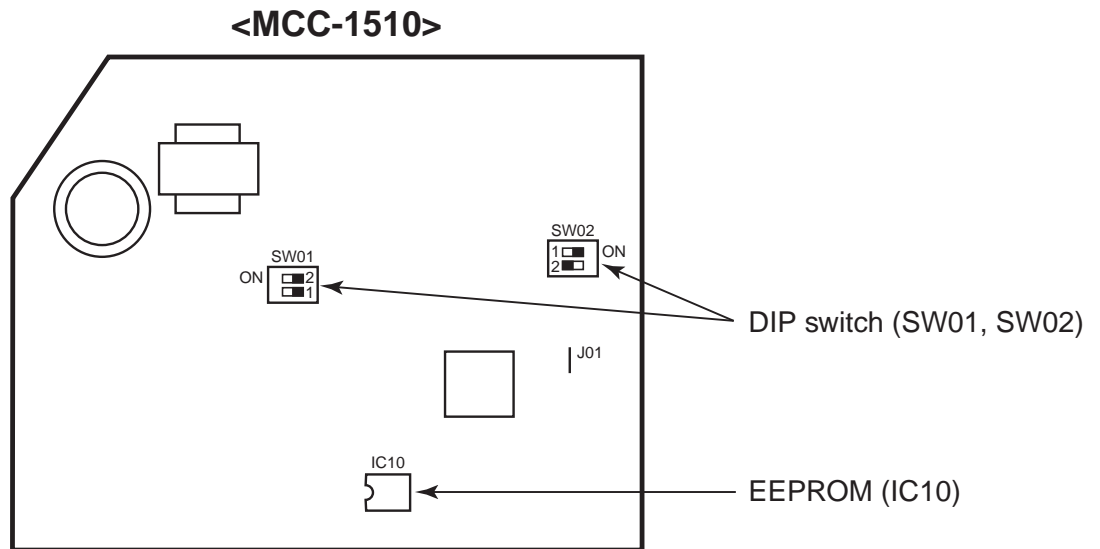 <MCC-1510>
SW02
1 ON
2
SW01
ON 2
1
DIP switch (SW01, SW02)
J01
IC10
EEPROM (IC10)